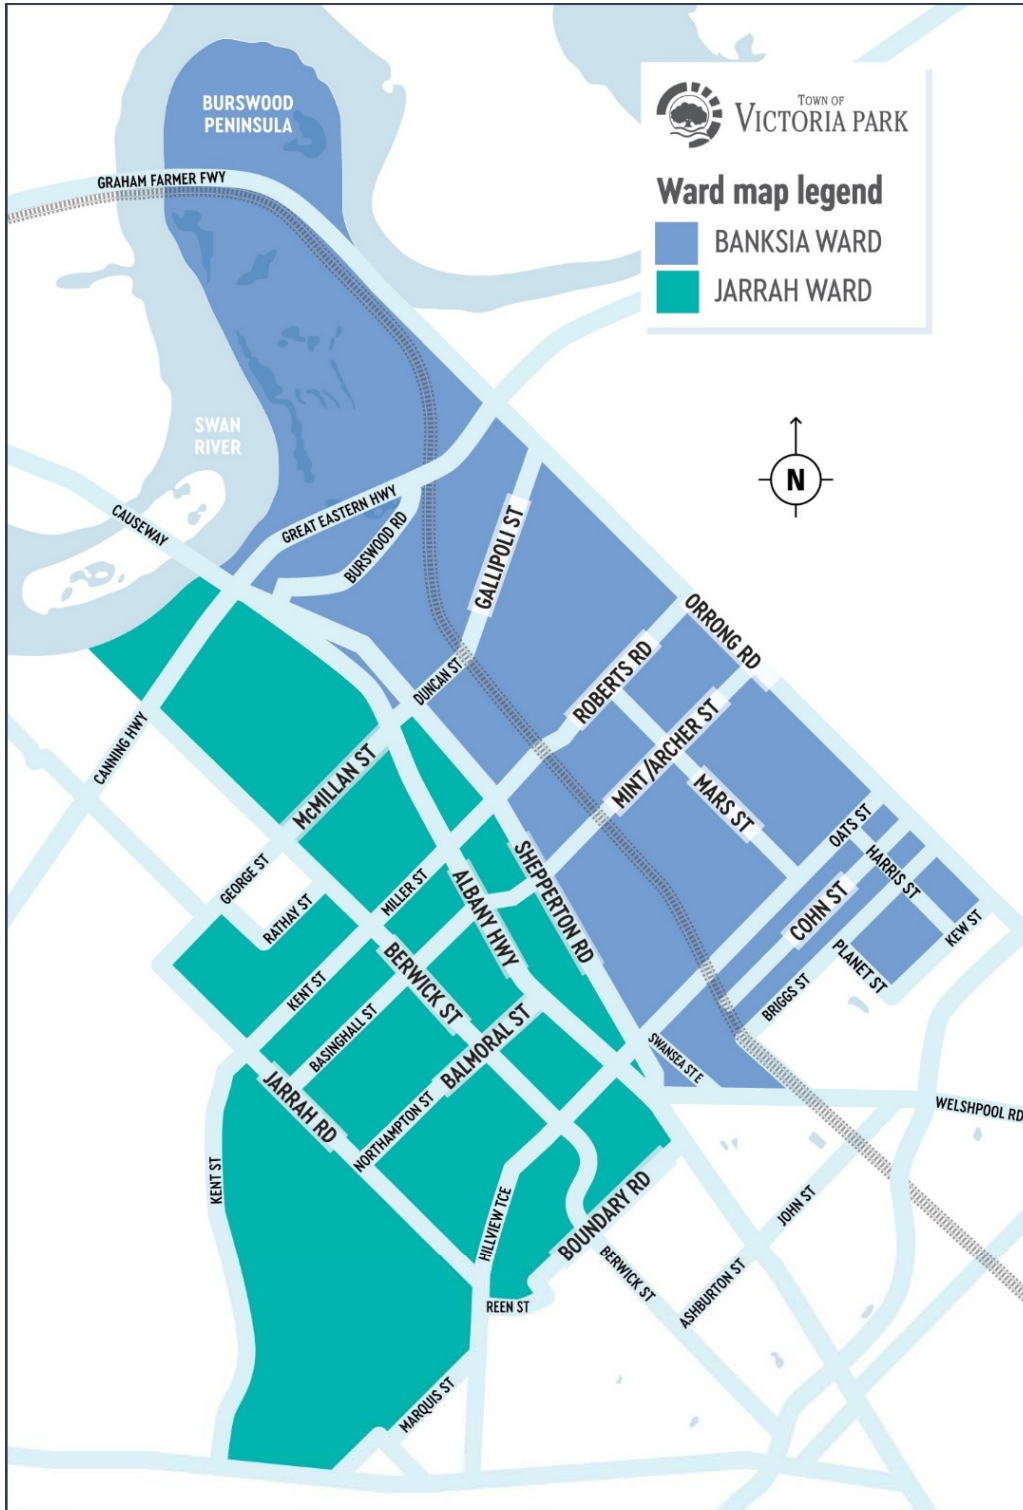 BURSWOOD
PENINSULA
TOWN OF
VICTORIA PARK
Ward map legend
BANKSIA WARD
JARRAH WARD
GRAHAM FARMER FWY
SWAN
RIVER
N
CAUSEWAY
GREAT EASTERN HWY
BURSWOOD RD
GALLIPOLI ST
ORRONG RD
ROBERTS RD
DUNCAN ST
CANNING HWY
McMILLAN ST
MINT/ARCHER ST
MARS ST
OATS ST
HARRIS ST
GEORGE ST
RATHAY ST
MILLER ST
ALBANY HWY
SHEPPERTON RD
COHN ST
KEW ST
PLANET ST
BRIGGS ST
KENT ST
BERWICK ST
BASINGHALL ST
BALMORAL ST
SWANSEA ST E
JARRAH RD
NORTHAMPTON ST
WELSHPOOL RD
KENT ST
HILLVIEW TCE
BOUNDARY RD
JOHN ST
REEN ST
BERWICK ST
ASHBURTON ST
MARQUIS ST